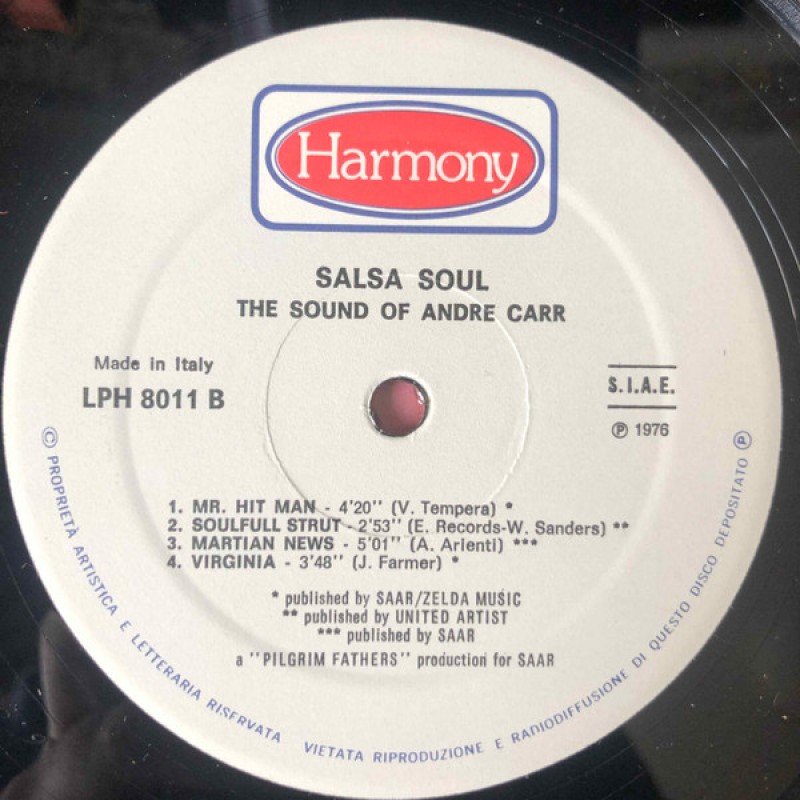 Harmony
SALSA SOUL
THE SOUND OF ANDRE CARR
Made in Italy
LPH 8011 B
S.I.A.E.
℗ 1976
1. MR. HIT MAN - 4'20" (V. Tempera) *
2. SOULFULL STRUT - 2'53" (E. Records-W. Sanders) **
3. MARTIAN NEWS - 5'01" (A. Arienti) ***
4. VIRGINIA - 3'48" (J. Farmer) *
* published by SAAR/ZELDA MUSIC
** published by UNITED ARTIST
*** published by SAAR
a "PILGRIM FATHERS" production for SAAR
© PROPRIETÀ ARTISTICA E LETTERARIA RISERVATA VIETATA RIPRODUZIONE E RADIODIFFUSIONE DI QUESTO DISCO DEPOSITATO ℗